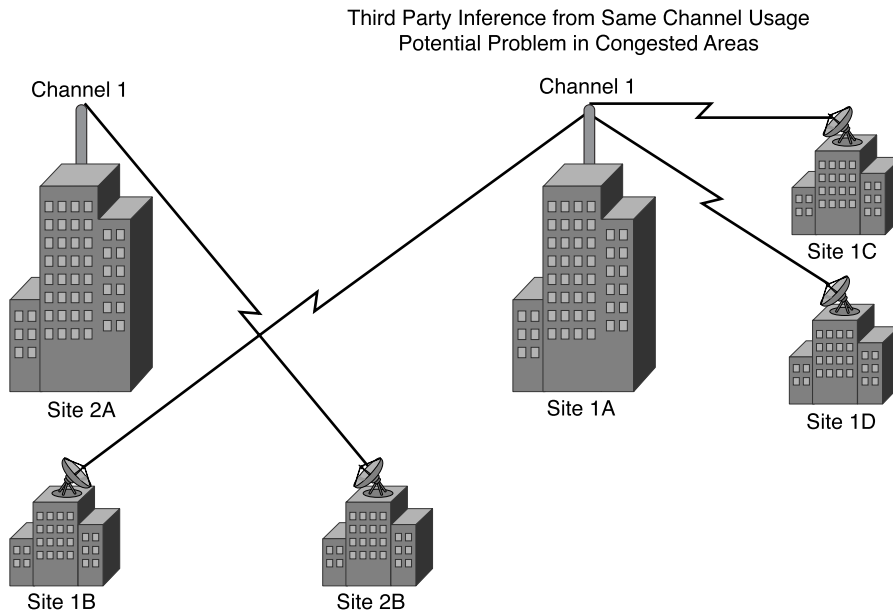 Third Party Inference from Same Channel Usage
Potential Problem in Congested Areas
Channel 1
Channel 1
Site 1C
Site 2A
Site 1A
Site 1D
Site 1B
Site 2B